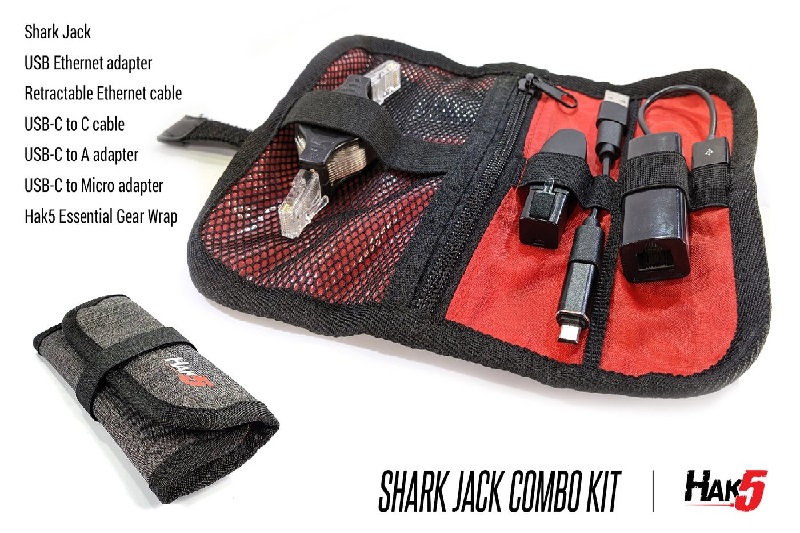 Shark Jack
USB Ethernet adapter
Retractable Ethernet cable
USB-C to C cable
USB-C to A adapter
USB-C to Micro adapter
Hak5 Essential Gear Wrap
HAK5
SHARK JACK COMBO KIT
HAK5